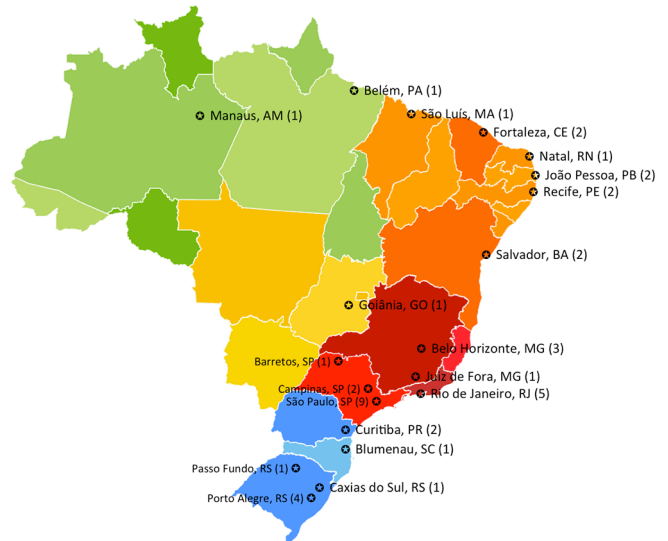 Belém, PA (1)
Manaus, AM (1)
São Luís, MA (1)
Fortaleza, CE (2)
Natal, RN (1)
João Pessoa, PB (2)
Recife, PE (2)
Salvador, BA (2)
Goiânia, GO (1)
Belo Horizonte, MG (3)
Barretos, SP (1)
Juiz de Fora, MG (1)
Campinas, SP (2)
Rio de Janeiro, RJ (5)
São Paulo, SP (9)
Curitiba, PR (2)
Blumenau, SC (1)
Passo Fundo, RS (1)
Caxias do Sul, RS (1)
Porto Alegre, RS (4)